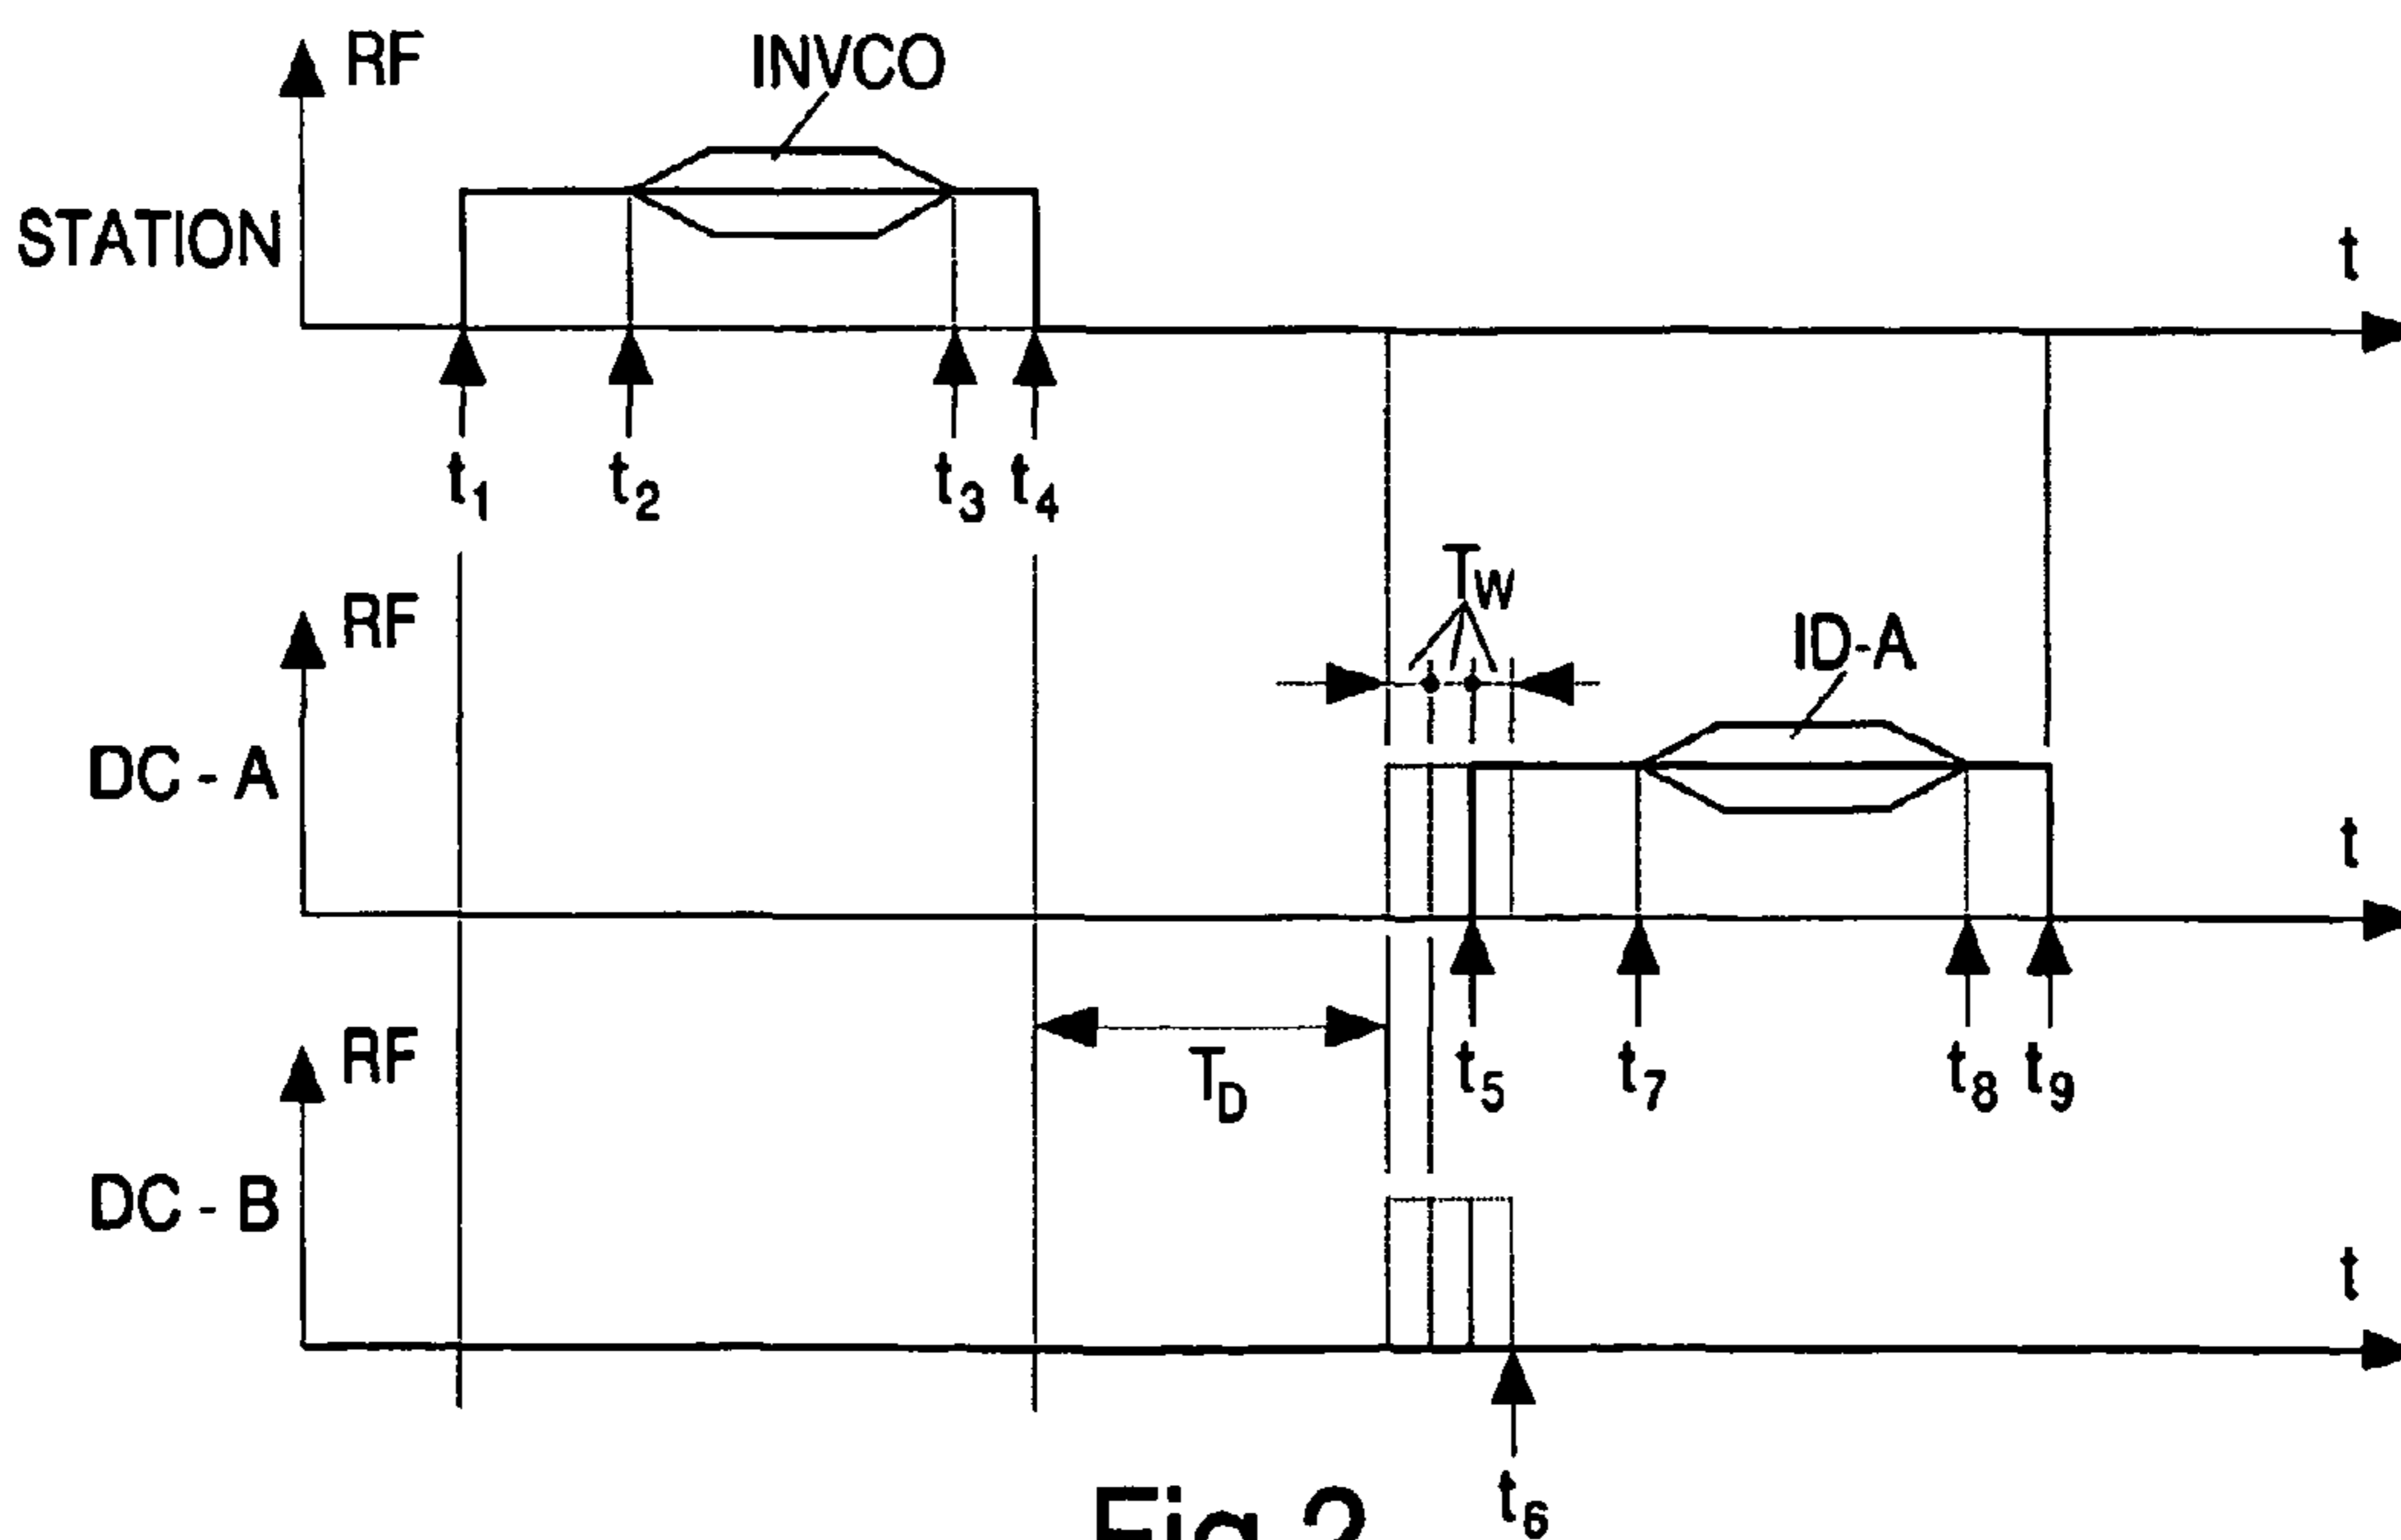 RF
INVCO
STATION
t
t1 t2 t3 t4
TW
RF
ID-A
DC - A
t
TD
t5 t7 t8 t9
RF
DC - B
t
t6
Fig.2